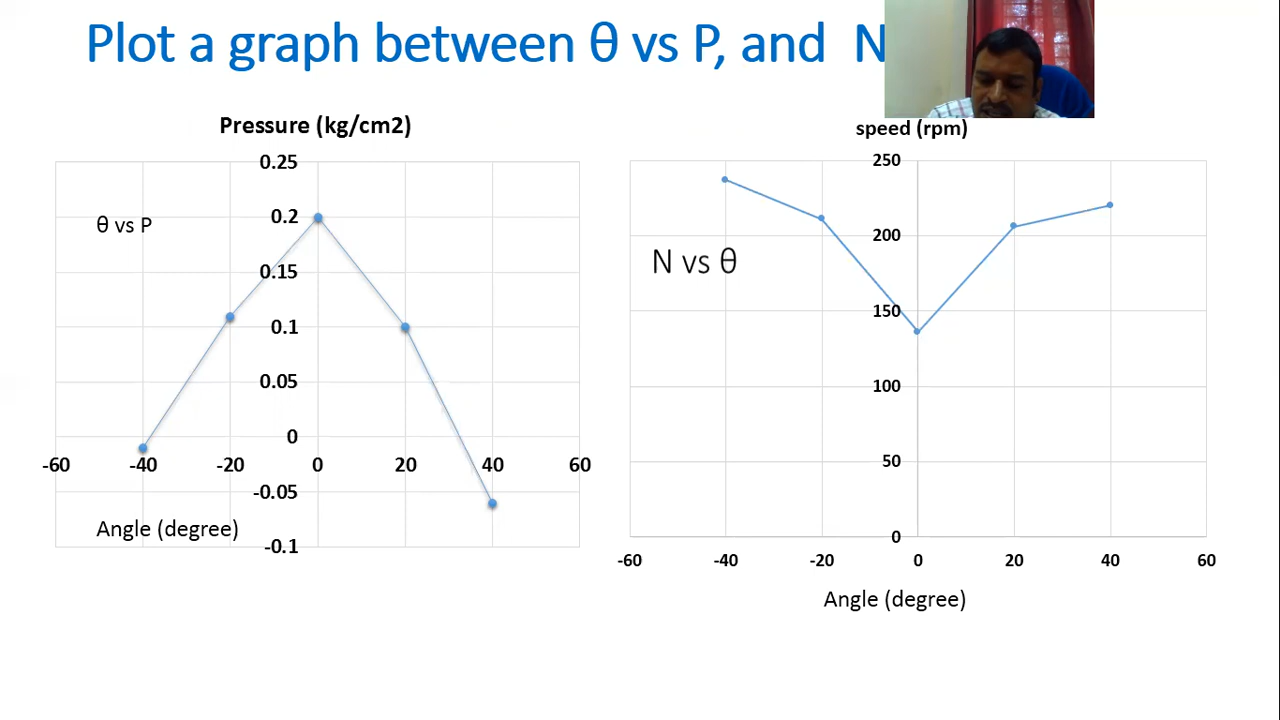 Plot a graph between θ vs P, and N
Pressure (kg/cm2)
0.25
0.2
0.15
0.1
0.05
0
-0.05
-0.1
-60 -40 -20 0 20 40 60
θ vs P
Angle (degree)
speed (rpm)
250
200
150
100
50
0
-60 -40 -20 0 20 40 60
N vs θ
Angle (degree)